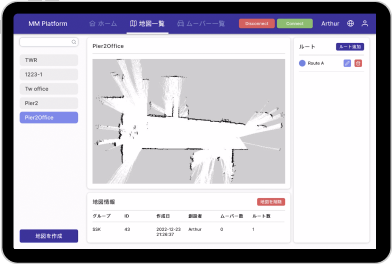 MM Platform
ホーム
地図一覧
ムーバー一覧
Disconnect
Connect
Arthur
TWR
1223-1
Tw office
Pier2
Pier2Office
地図を作成
Pier2Office
地図情報
地図を削除
グループ ID 作成日 創設者 ムーバー数 ルート数
SSK 43 2022-12-23 Arthur 0 1
21:26:37
ルート
ルート追加
Route A